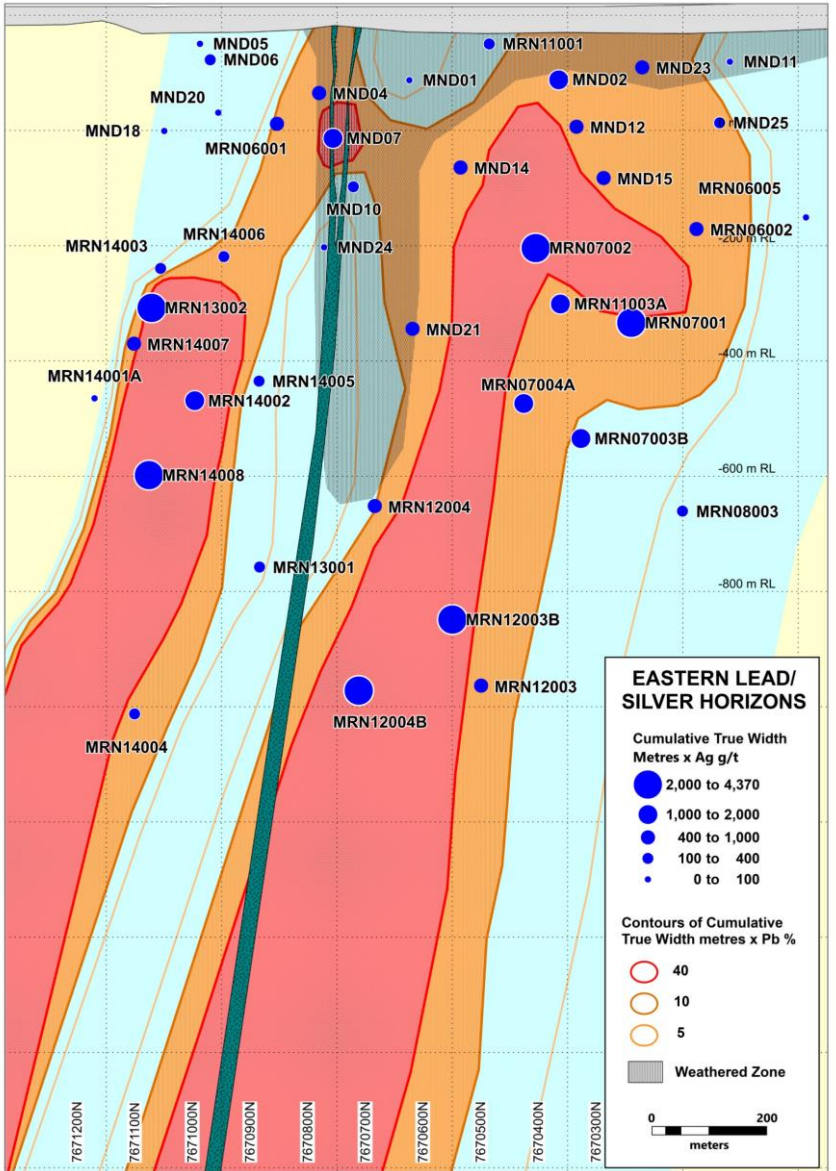 MND05
MND06
MRN11001
MND11
MND01
MND23
MND02
MND04
MND20
MND18
MRN06001
MND07
MND12
MND25
MND14
MND15
MRN06005
MND10
MRN06002
MRN14006
MRN14003
MND24
MRN07002
-200 m RL
MRN13002
MRN11003A
MRN07001
MND21
MRN14007
-400 m RL
MRN14001A
MRN14005
MRN07004A
MRN14002
MRN07003B
MRN14008
-600 m RL
MRN12004
MRN08003
MRN13001
-800 m RL
MRN12003B
MRN12003
MRN12004B
MRN14004
EASTERN LEAD/
SILVER HORIZONS
Cumulative True Width
Metres x Ag g/t
2,000 to 4,370
1,000 to 2,000
400 to 1,000
100 to 400
0 to 100
Contours of Cumulative
True Width metres x Pb %
40
10
5
Weathered Zone
0 200
meters
7671200N
7671100N
7671000N
7670900N
7670800N
7670700N
7670600N
7670500N
7670400N
7670300N